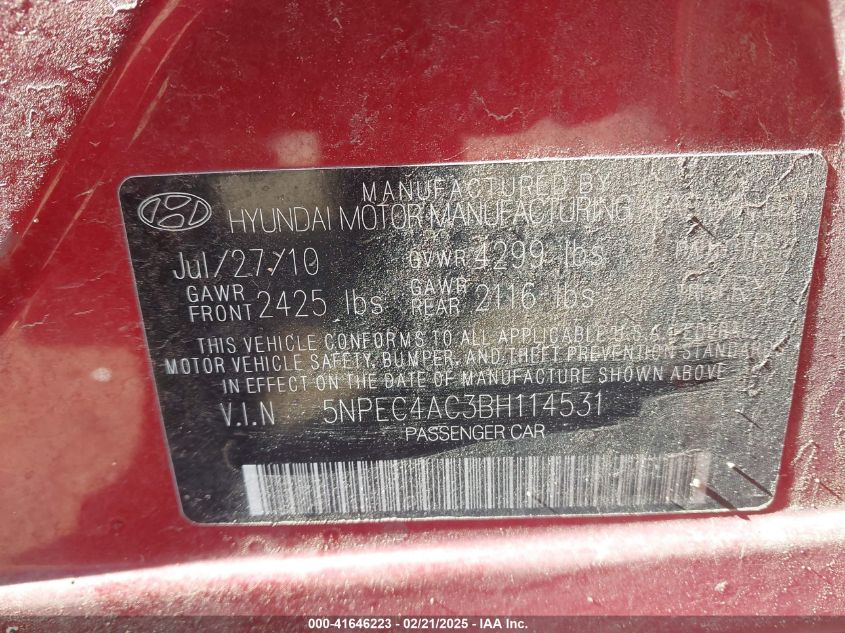 MANUFACTURED BY
HYUNDAI MOTOR MANUFACTURING
Jul/27/10 GVWR 4299 lbs
GAWR FRONT 2425 lbs GAWR REAR 2116 lbs
THIS VEHICLE CONFORMS TO ALL APPLICABLE U.S.A FEDERAL
MOTOR VEHICLE SAFETY, BUMPER, AND THEFT PREVENTION STANDAR
IN EFFECT ON THE DATE OF MANUFACTURE SHOWN ABOVE
V.I.N 5NPEC4AC3BH114531
PASSENGER CAR
000-41646223 - 02/21/2025 - IAA Inc.